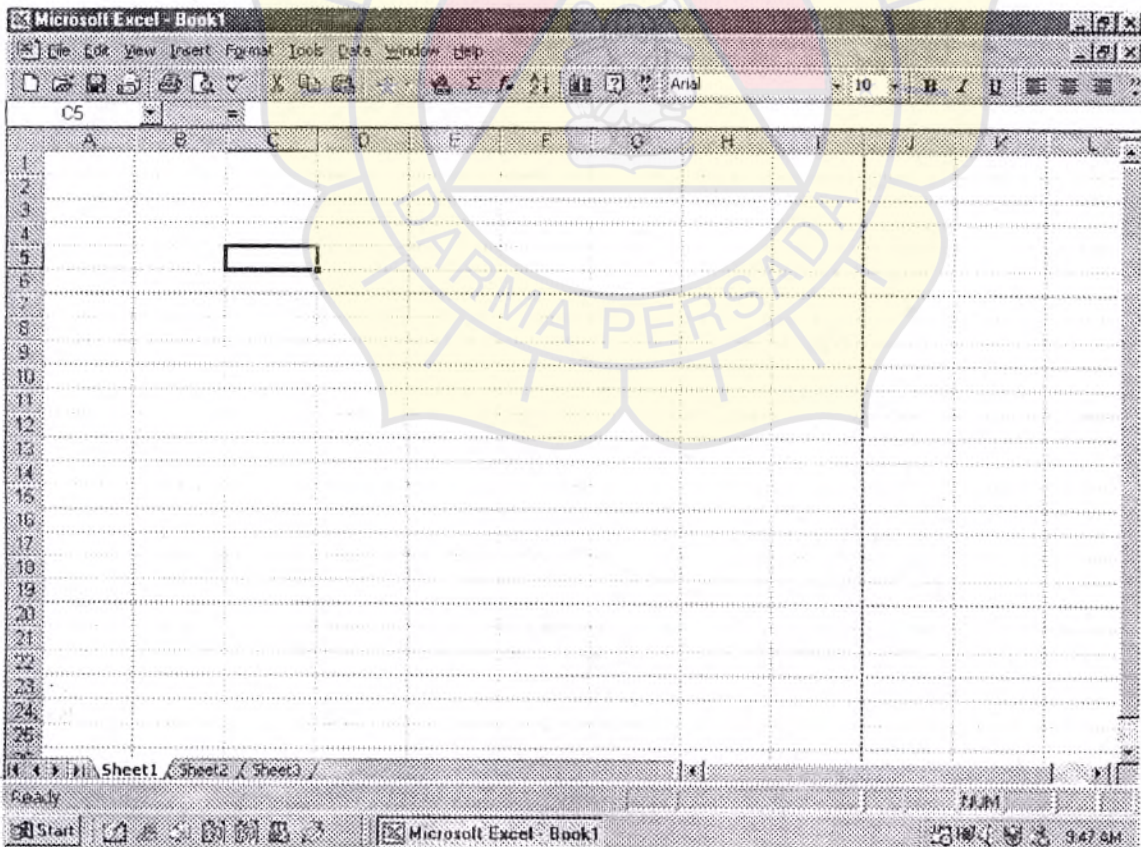 Microsoft Excel - Book1
File Edit View Insert Format Tools Data Window Help
Arial 10 B I U
C5 =
A B C D E F G H I J K L
1
2
3
4
5
6
7
8
9
10
11
12
13
14
15
16
17
18
19
20
21
22
23
24
25
DARMA PERSADA
Sheet1 Sheet2 Sheet3
Ready NUM
Start Microsoft Excel - Book1 9:47 AM